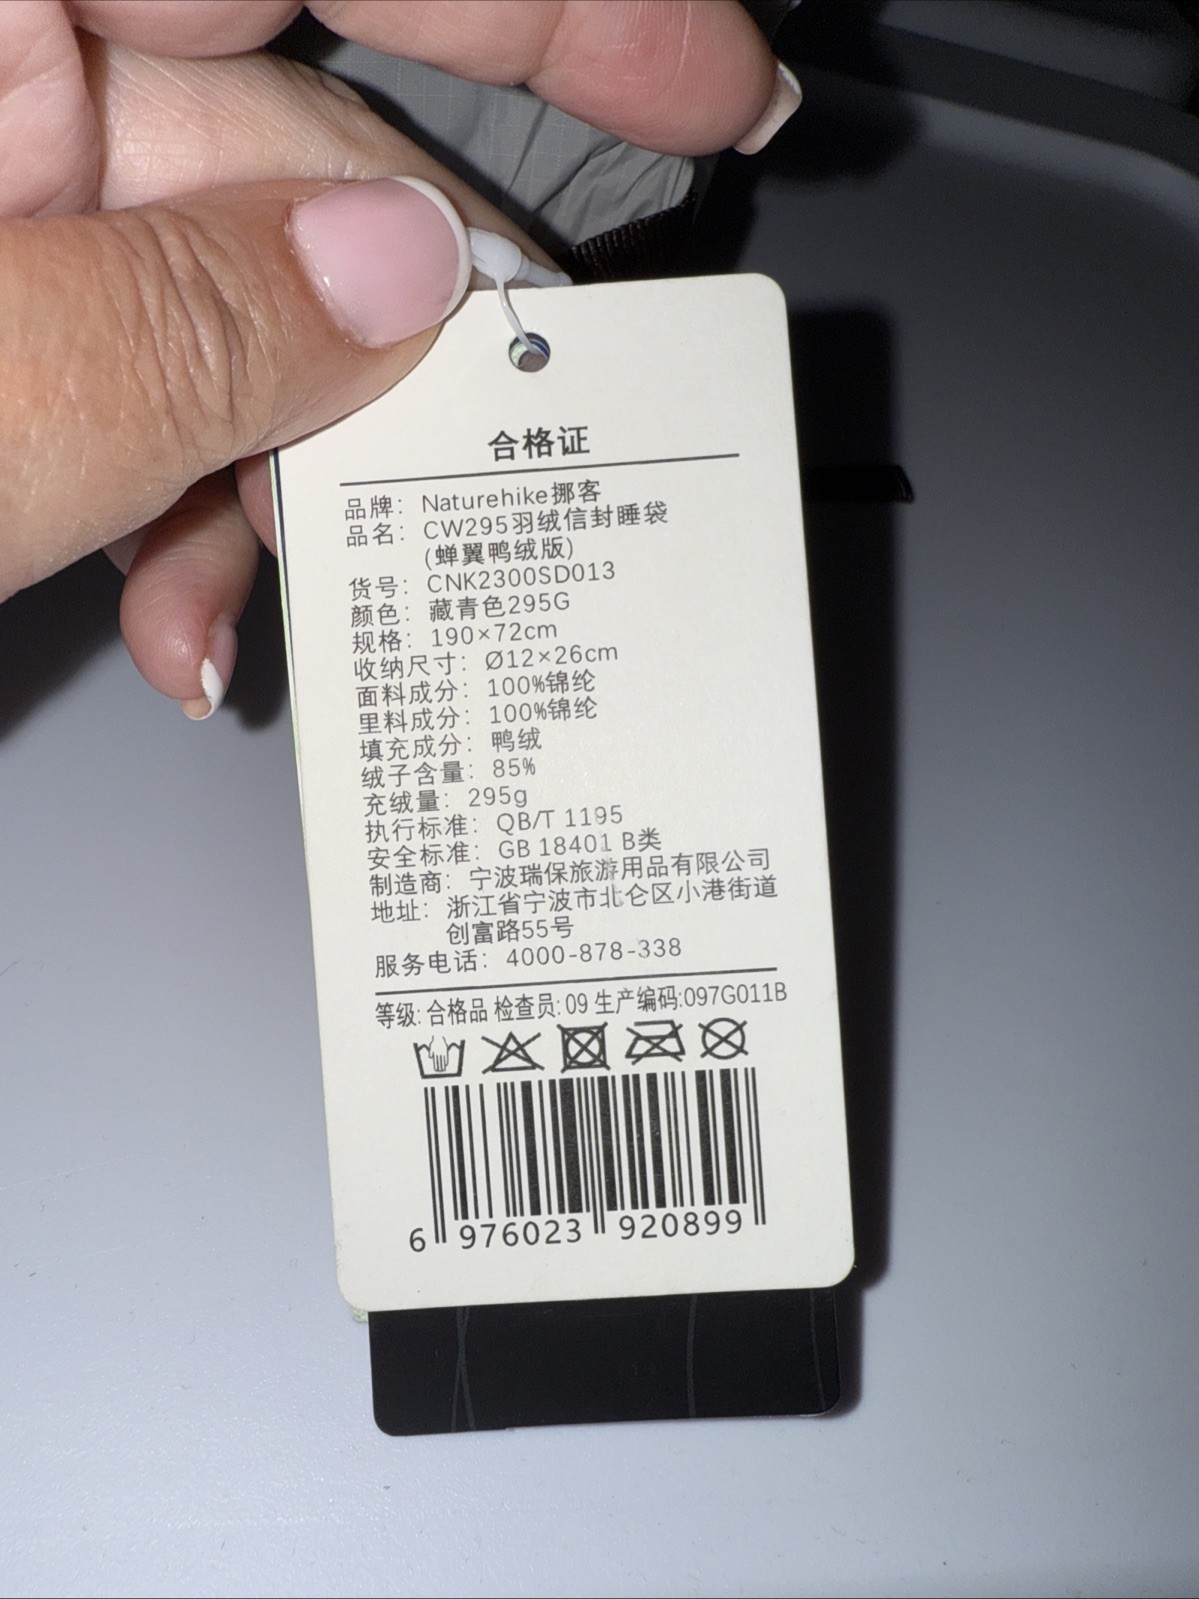 合格证
品牌: Naturehike挪客
品名: CW295羽绒信封睡袋
(蝉翼鸭绒版)
货号: CNK2300SD013
颜色: 藏青色295G
规格: 190×72cm
收纳尺寸: Ø12×26cm
面料成分: 100%锦纶
里料成分: 100%锦纶
填充成分: 鸭绒
绒子含量: 85%
充绒量: 295g
执行标准: QB/T 1195
安全标准: GB 18401 B类
制造商: 宁波瑞保旅游用品有限公司
地址: 浙江省宁波市北仑区小港街道
创富路55号
服务电话: 4000-878-338
等级: 合格品 检查员: 09 生产编码:097G011B
6 976023 920899